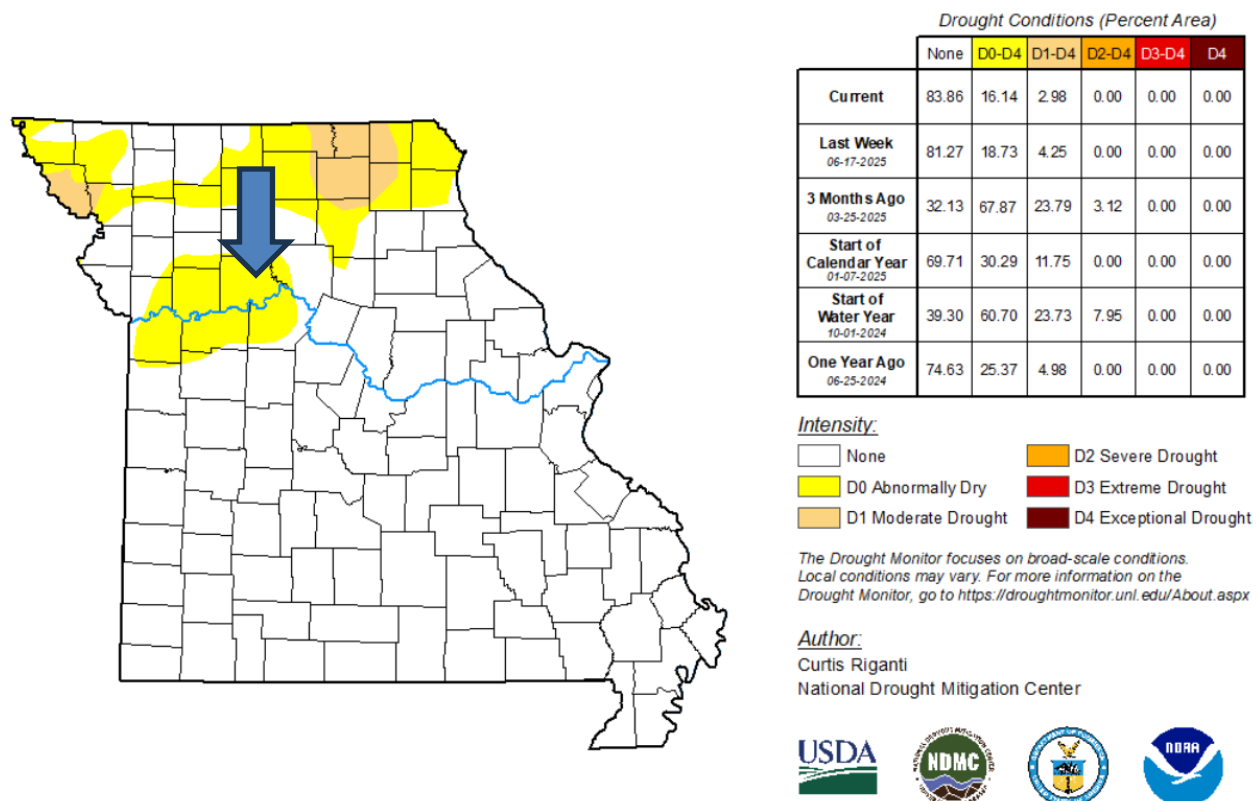 Drought Conditions (Percent Area)
None D0-D4 D1-D4 D2-D4 D3-D4 D4
Current 83.86 16.14 2.98 0.00 0.00 0.00
Last Week
06-17-2025 81.27 18.73 4.25 0.00 0.00 0.00
3 Months Ago
03-25-2025 32.13 67.87 23.79 3.12 0.00 0.00
Start of
Calendar Year
01-07-2025 69.71 30.29 11.75 0.00 0.00 0.00
Start of
Water Year
10-01-2024 39.30 60.70 23.73 7.95 0.00 0.00
One Year Ago
06-25-2024 74.63 25.37 4.98 0.00 0.00 0.00
Intensity:
None
D0 Abnormally Dry
D1 Moderate Drought
D2 Severe Drought
D3 Extreme Drought
D4 Exceptional Drought
The Drought Monitor focuses on broad-scale conditions.
Local conditions may vary. For more information on the
Drought Monitor, go to https://droughtmonitor.unl.edu/About.aspx
Author:
Curtis Riganti
National Drought Mitigation Center
USDA
NDMC
NOAA